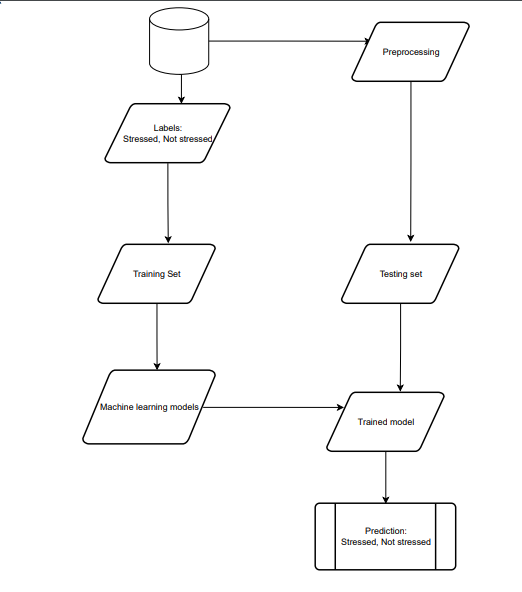 Preprocessing
Labels:
Stressed, Not stressed
Training Set
Testing set
Machine learning models
Trained model
Prediction:
Stressed, Not stressed